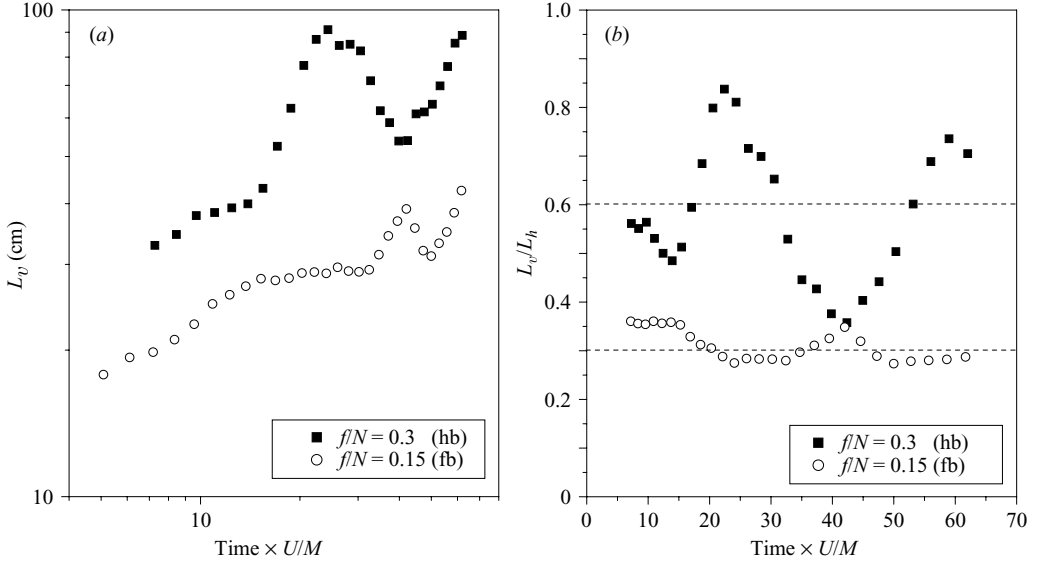 100
(a)
L_v (cm)
10
f/N = 0.3 (hb)
f/N = 0.15 (fb)
10
Time × U/M
1.0
(b)
0.8
0.6
L_v/L_h
0.4
0.2
f/N = 0.3 (hb)
f/N = 0.15 (fb)
0
0 10 20 30 40 50 60 70
Time × U/M